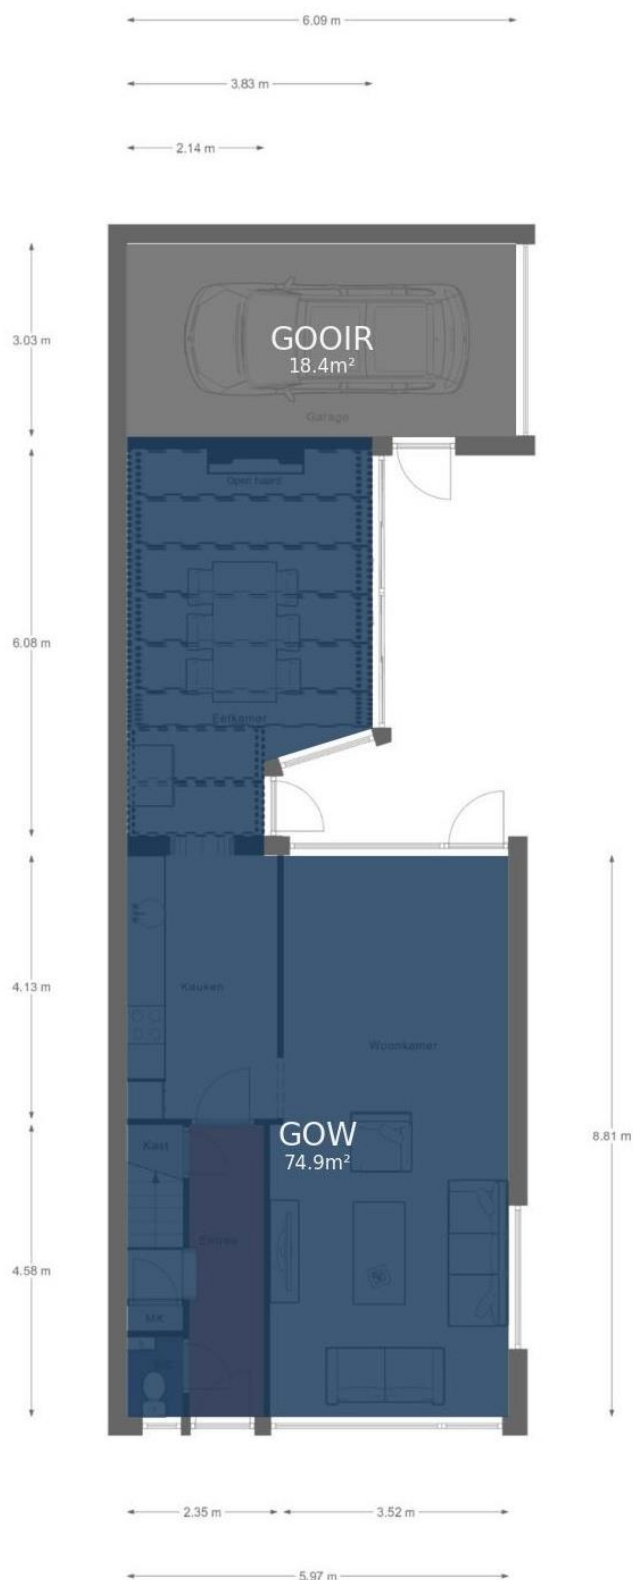 6.09 m
3.83 m
2.14 m
3.03 m
GOOIR
18.4m²
Garage
Open haard
6.08 m
Eetkamer
4.13 m
Keuken
Woonkamer
GOW
74.9m²
Kast
8.81 m
Entree
4.58 m
MK
2.35 m
3.52 m
5.97 m